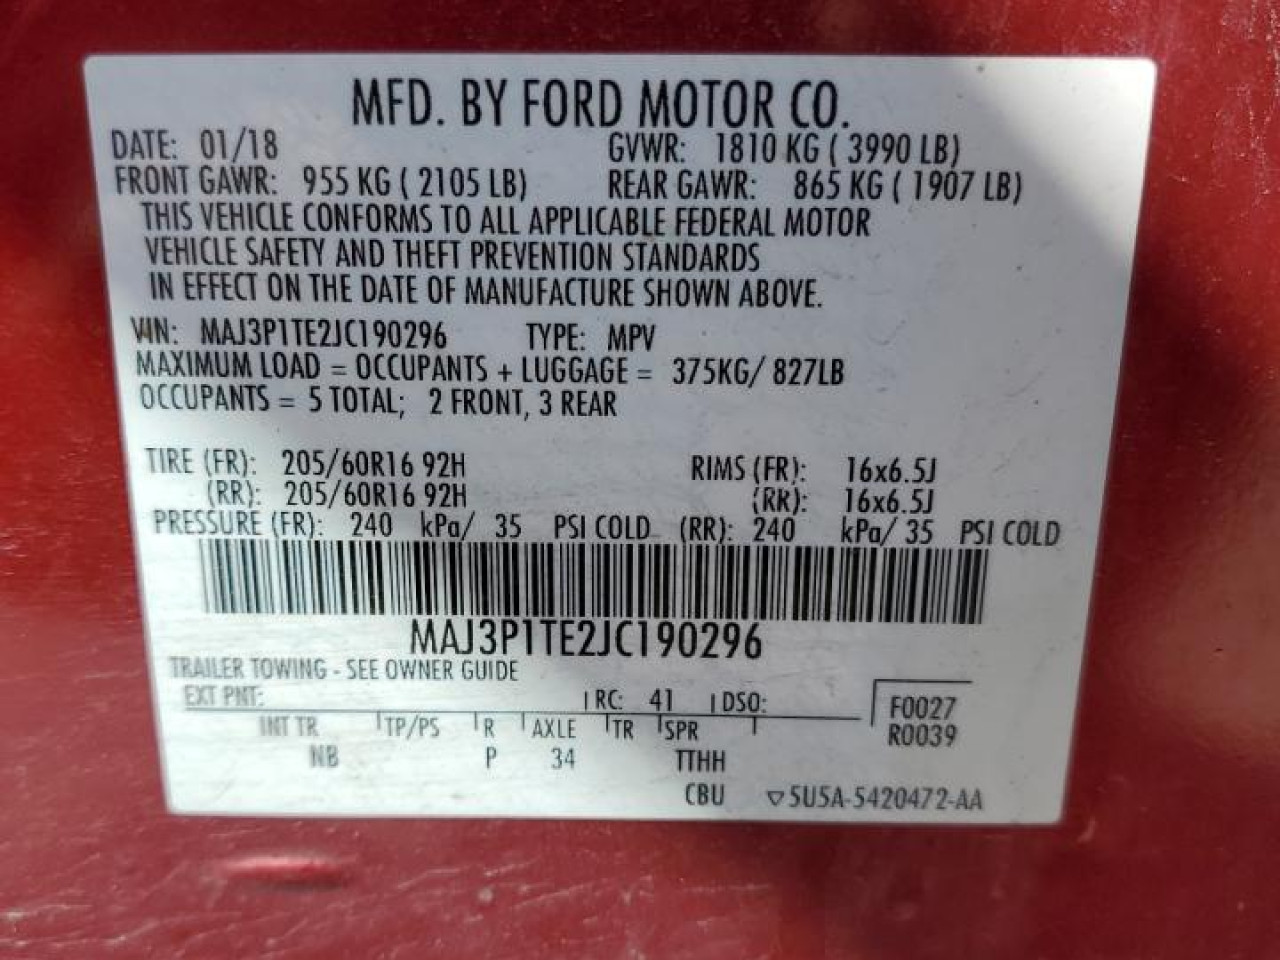 MFD. BY FORD MOTOR CO.
DATE: 01/18 GVWR: 1810 KG ( 3990 LB)
FRONT GAWR: 955 KG ( 2105 LB) REAR GAWR: 865 KG ( 1907 LB)
THIS VEHICLE CONFORMS TO ALL APPLICABLE FEDERAL MOTOR
VEHICLE SAFETY AND THEFT PREVENTION STANDARDS
IN EFFECT ON THE DATE OF MANUFACTURE SHOWN ABOVE.
VIN: MAJ3P1TE2JC190296 TYPE: MPV
MAXIMUM LOAD = OCCUPANTS + LUGGAGE = 375KG/ 827LB
OCCUPANTS = 5 TOTAL; 2 FRONT, 3 REAR
TIRE (FR): 205/60R16 92H RIMS (FR): 16x6.5J
(RR): 205/60R16 92H (RR): 16x6.5J
PRESSURE (FR): 240 kPa/ 35 PSI COLD (RR): 240 kPa/ 35 PSI COLD
MAJ3P1TE2JC190296
TRAILER TOWING - SEE OWNER GUIDE
EXT PNT: RC: 41 DSO: F0027
INT TR TP/PS R AXLE TR SPR R0039
NB P 34 TTHH
CBU ▽5U5A-5420472-AA